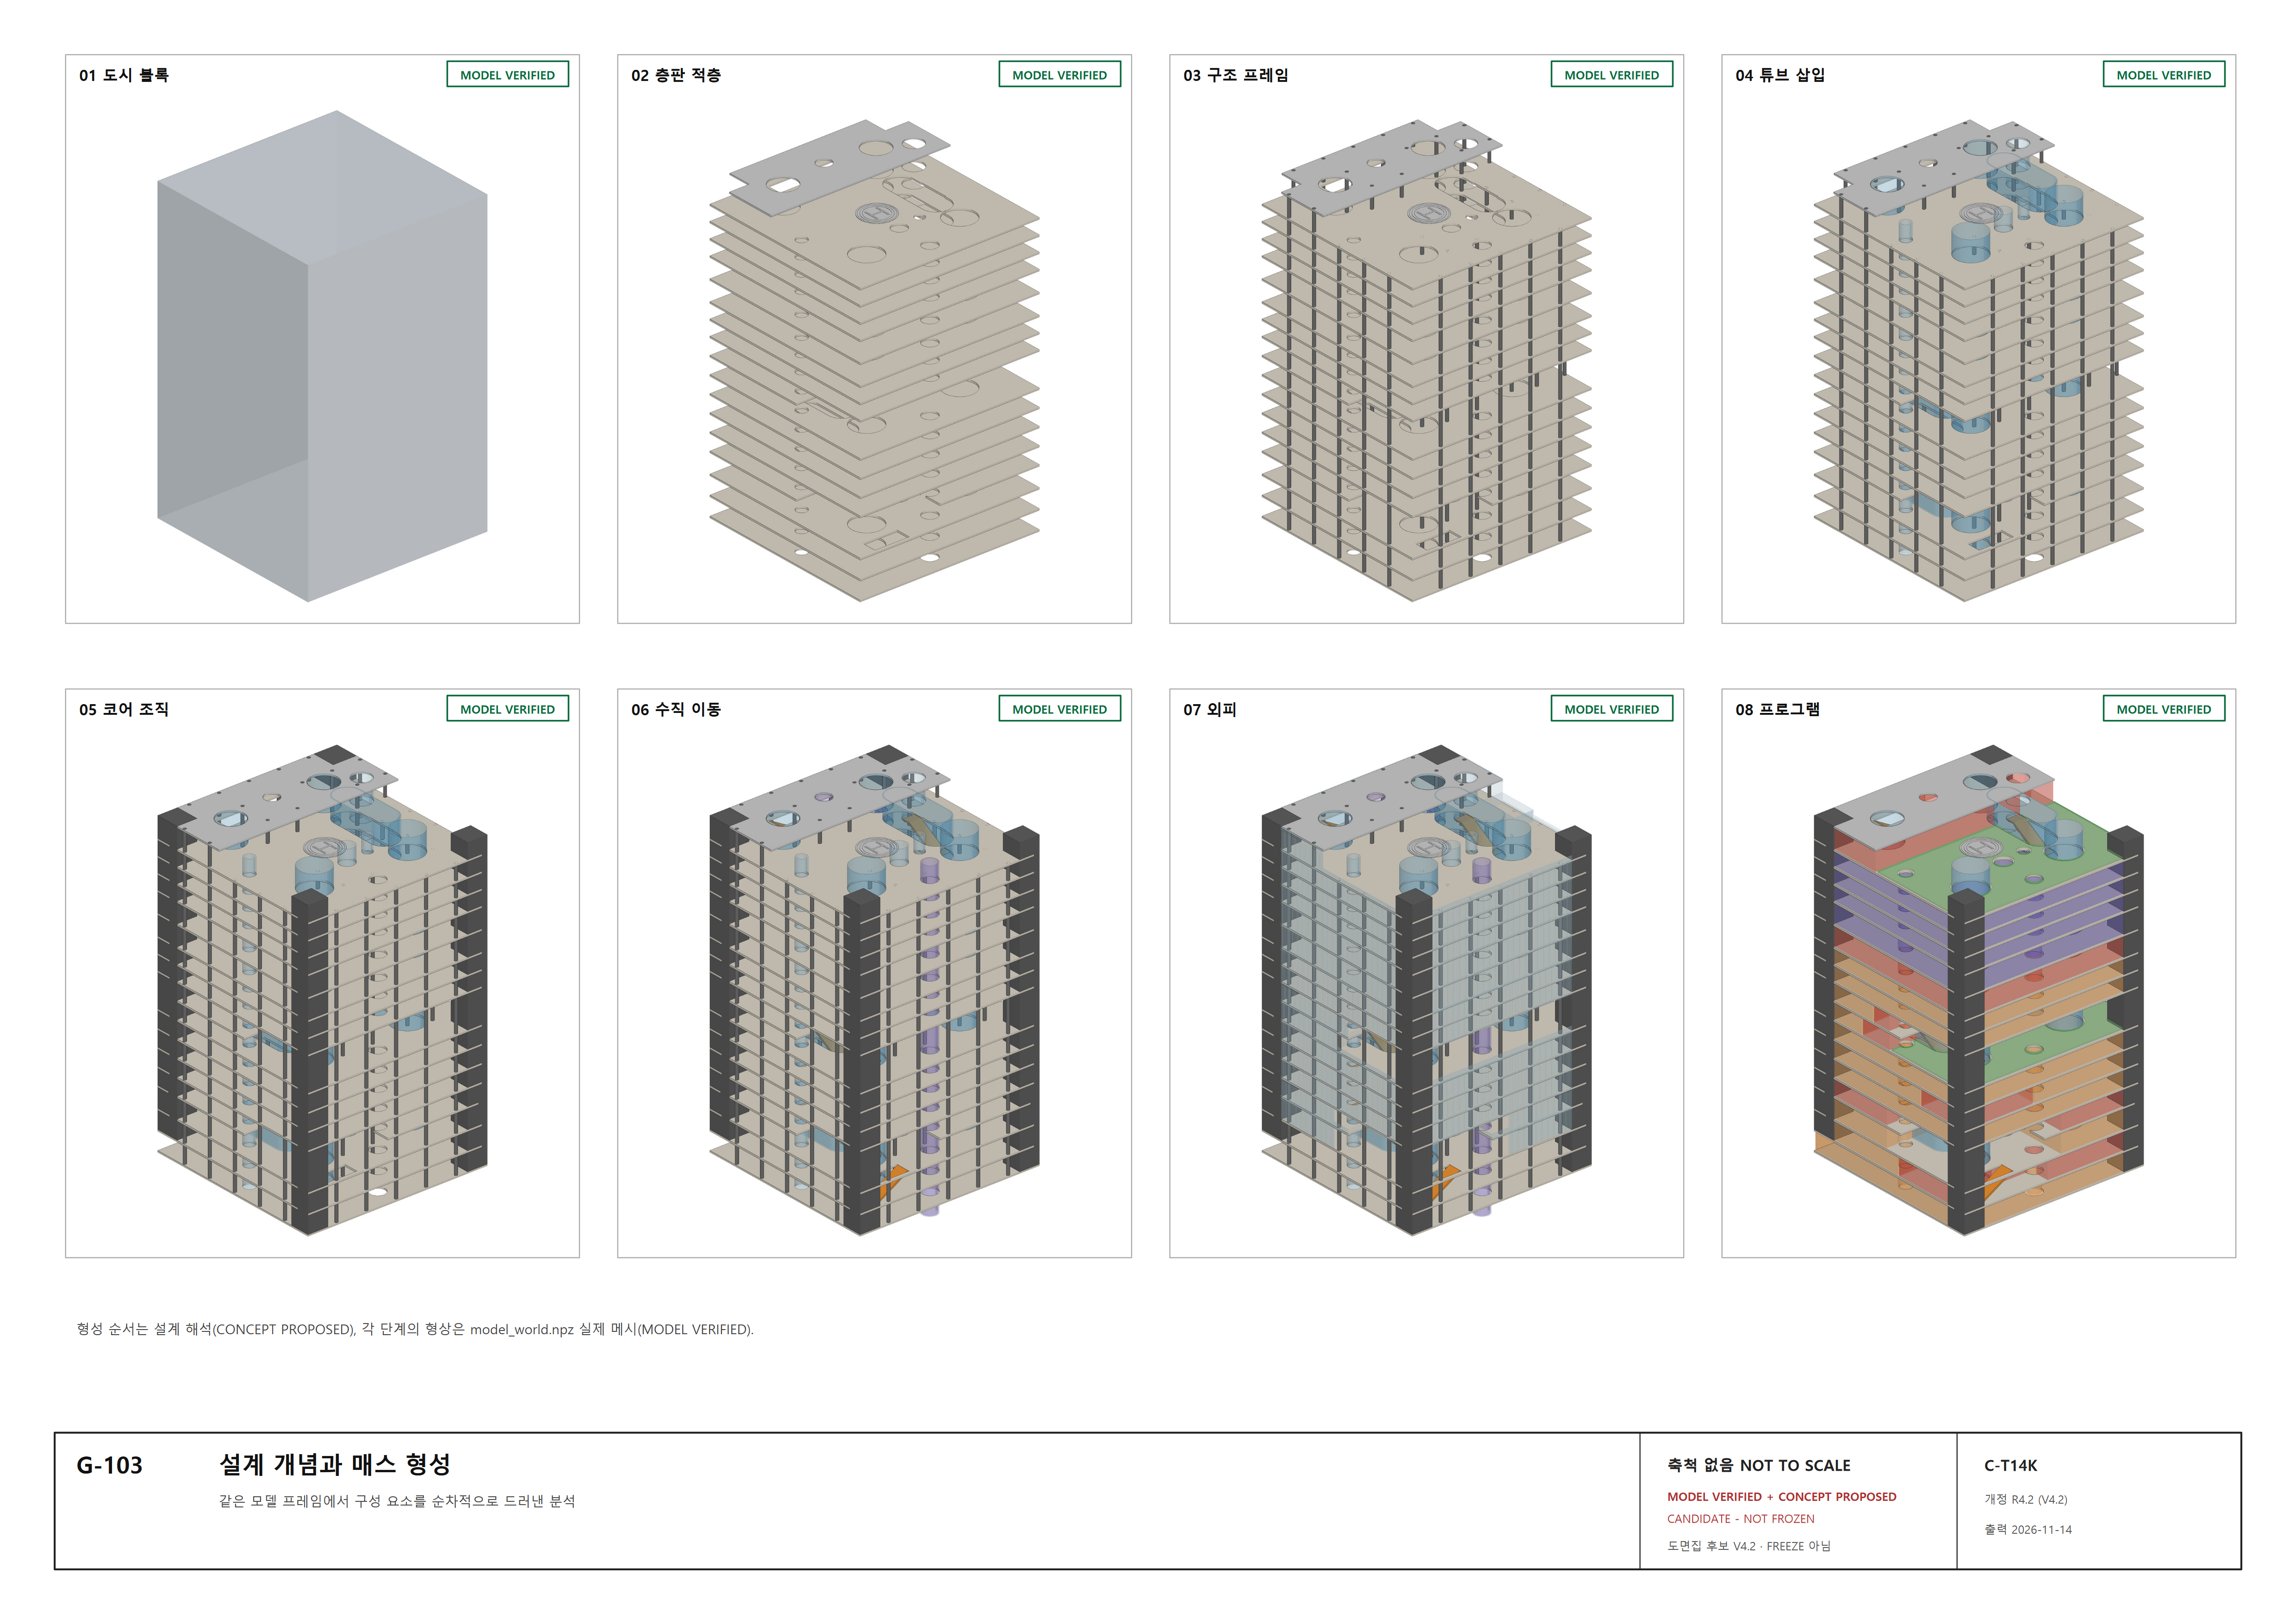 01 도시 블록
MODEL VERIFIED
02 층판 적층
MODEL VERIFIED
03 구조 프레임
MODEL VERIFIED
04 튜브 삽입
MODEL VERIFIED
H
H
H
05 코어 조직
MODEL VERIFIED
06 수직 이동
MODEL VERIFIED
07 외피
MODEL VERIFIED
08 프로그램
MODEL VERIFIED
H
H
H
H
형성 순서는 설계 해석(CONCEPT PROPOSED), 각 단계의 형상은 model_world.npz 실제 메시(MODEL VERIFIED).
G-103
설계 개념과 매스 형성
같은 모델 프레임에서 구성 요소를 순차적으로 드러낸 분석
축척 없음 NOT TO SCALE
MODEL VERIFIED + CONCEPT PROPOSED
CANDIDATE - NOT FROZEN
도면집 후보 V4.2 · FREEZE 아님
C-T14K
개정 R4.2 (V4.2)
출력 2026-11-14